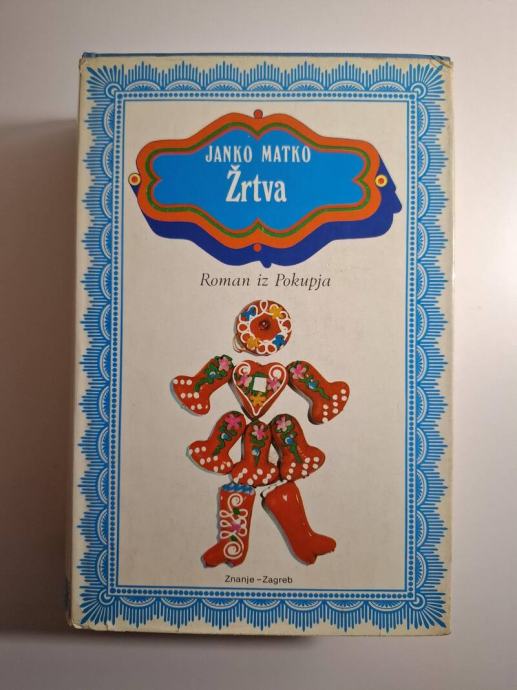 JANKO MATKO
Žrtva
Roman iz Pokupja
Znanje – Zagreb